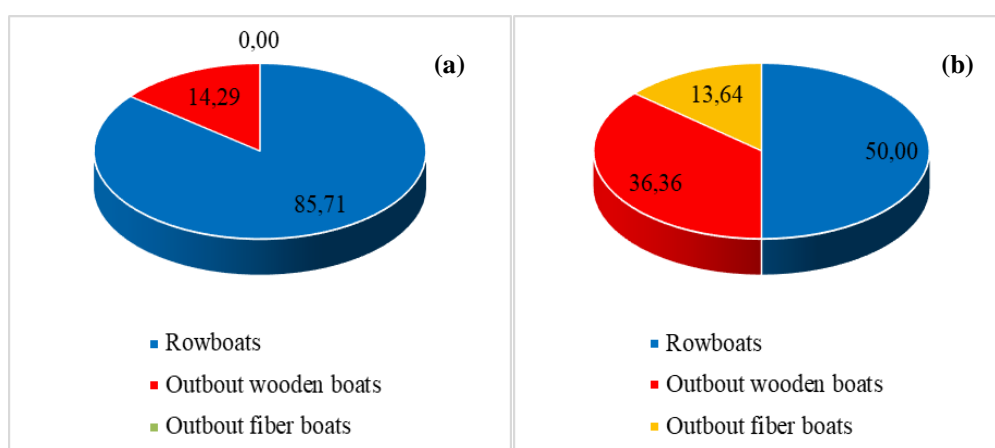 0,00
(a)
14,29
85,71
Rowboats
Outbout wooden boats
Outbout fiber boats
(b)
13,64
50,00
36,36
Rowboats
Outbout wooden boats
Outbout fiber boats